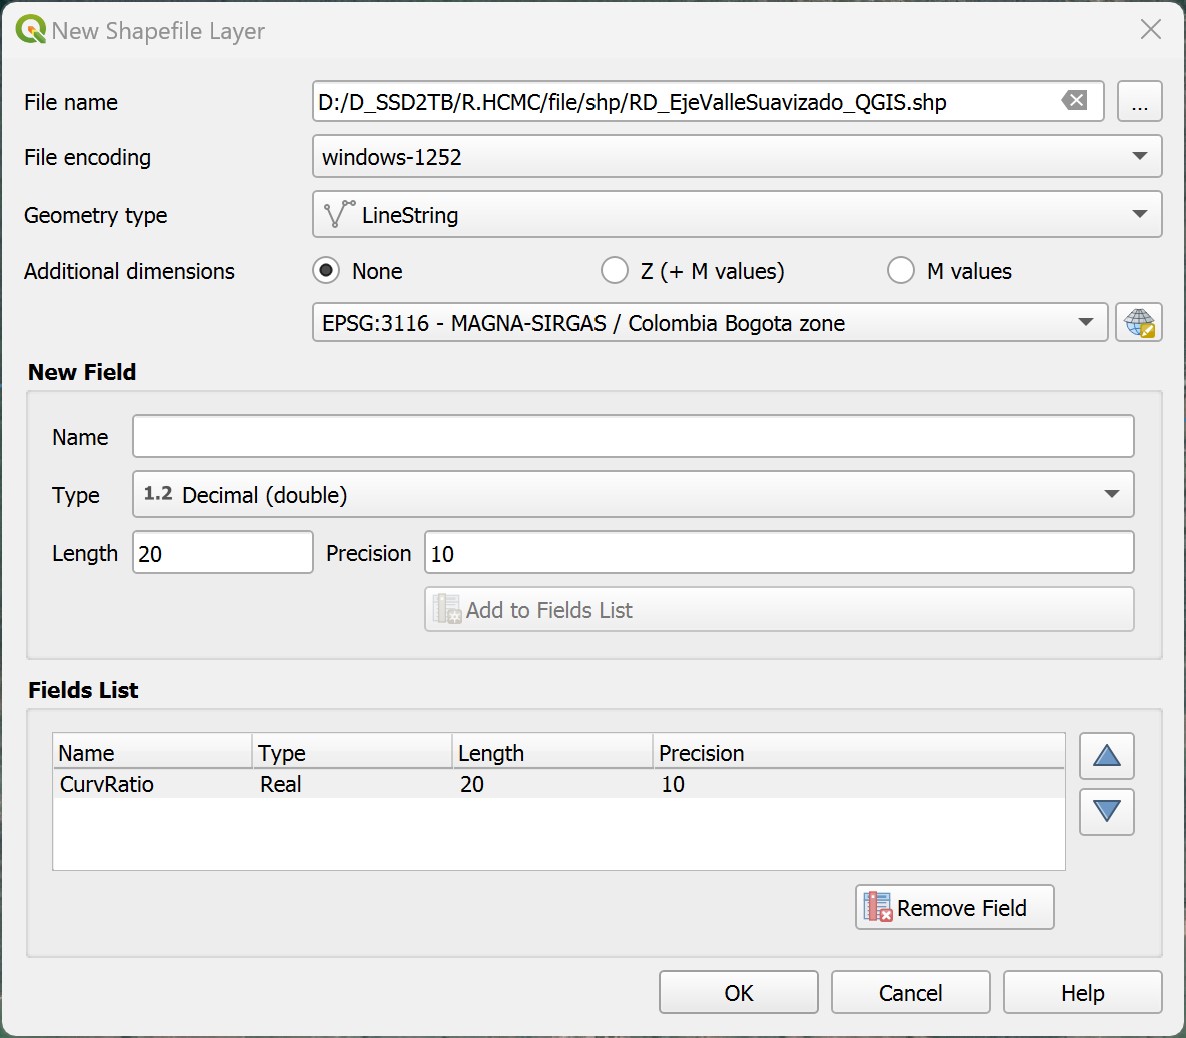 New Shapefile Layer
File name D:/D_SSD2TB/R.HCMC/file/shp/RD_EjeValleSuavizado_QGIS.shp ...
File encoding windows-1252
Geometry type LineString
Additional dimensions None Z (+ M values) M values
EPSG:3116 - MAGNA-SIRGAS / Colombia Bogota zone
New Field
Name
Type 1.2 Decimal (double)
Length 20 Precision 10
Add to Fields List
Fields List
Name Type Length Precision
CurvRatio Real 20 10
Remove Field
OK Cancel Help